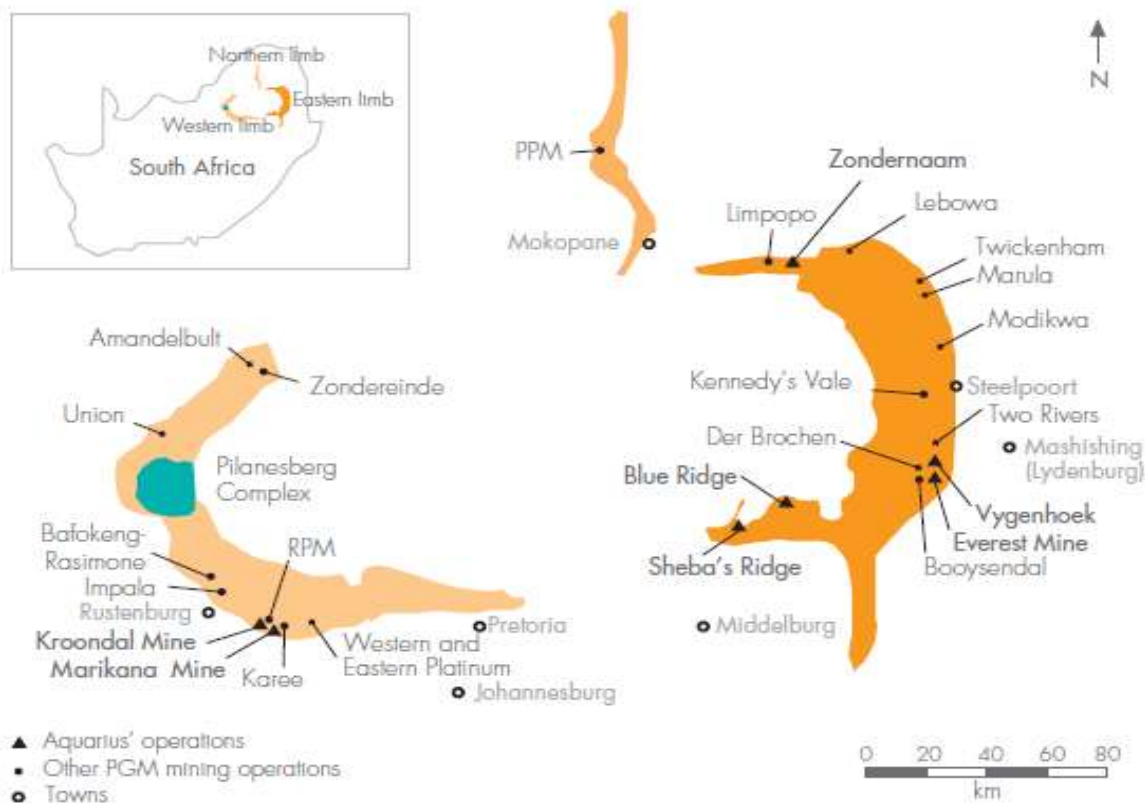 Northern limb
Eastern limb
Western limb
South Africa
N
PPM
Zondernaam
Limpopo
Lebowa
Mokopane
Twickenham
Marula
Modikwa
Amandelbult
Zondereinde
Kennedy's Vale
Steelpoort
Union
Two Rivers
Der Brochen
Mashishing
(Lydenburg)
Pilanesberg
Complex
Blue Ridge
Vygenhoek
Everest Mine
Booysendal
Sheba's Ridge
Bafokeng-
Rasimone
RPM
Impala
Rustenburg
Kroondal Mine
Marikana Mine
Karee
Western and
Eastern Platinum
Pretoria
Middelburg
Johannesburg
Aquarius' operations
Other PGM mining operations
Towns
0 20 40 60 80
km